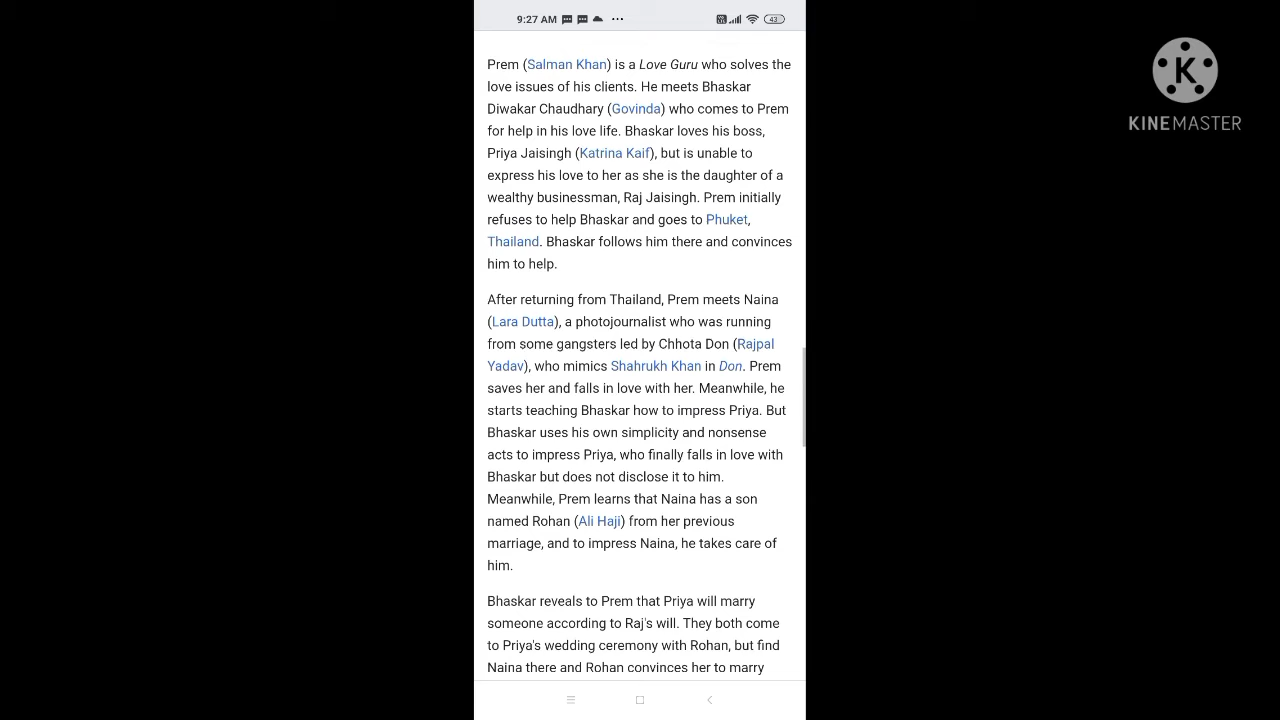 9:27 AM
43
Prem (Salman Khan) is a Love Guru who solves the
love issues of his clients. He meets Bhaskar
Diwakar Chaudhary (Govinda) who comes to Prem
for help in his love life. Bhaskar loves his boss,
Priya Jaisingh (Katrina Kaif), but is unable to
express his love to her as she is the daughter of a
wealthy businessman, Raj Jaisingh. Prem initially
refuses to help Bhaskar and goes to Phuket,
Thailand. Bhaskar follows him there and convinces
him to help.
After returning from Thailand, Prem meets Naina
(Lara Dutta), a photojournalist who was running
from some gangsters led by Chhota Don (Rajpal
Yadav), who mimics Shahrukh Khan in Don. Prem
saves her and falls in love with her. Meanwhile, he
starts teaching Bhaskar how to impress Priya. But
Bhaskar uses his own simplicity and nonsense
acts to impress Priya, who finally falls in love with
Bhaskar but does not disclose it to him.
Meanwhile, Prem learns that Naina has a son
named Rohan (Ali Haji) from her previous
marriage, and to impress Naina, he takes care of
him.
Bhaskar reveals to Prem that Priya will marry
someone according to Raj's will. They both come
to Priya's wedding ceremony with Rohan, but find
Naina there and Rohan convinces her to marry
K
KINEMASTER